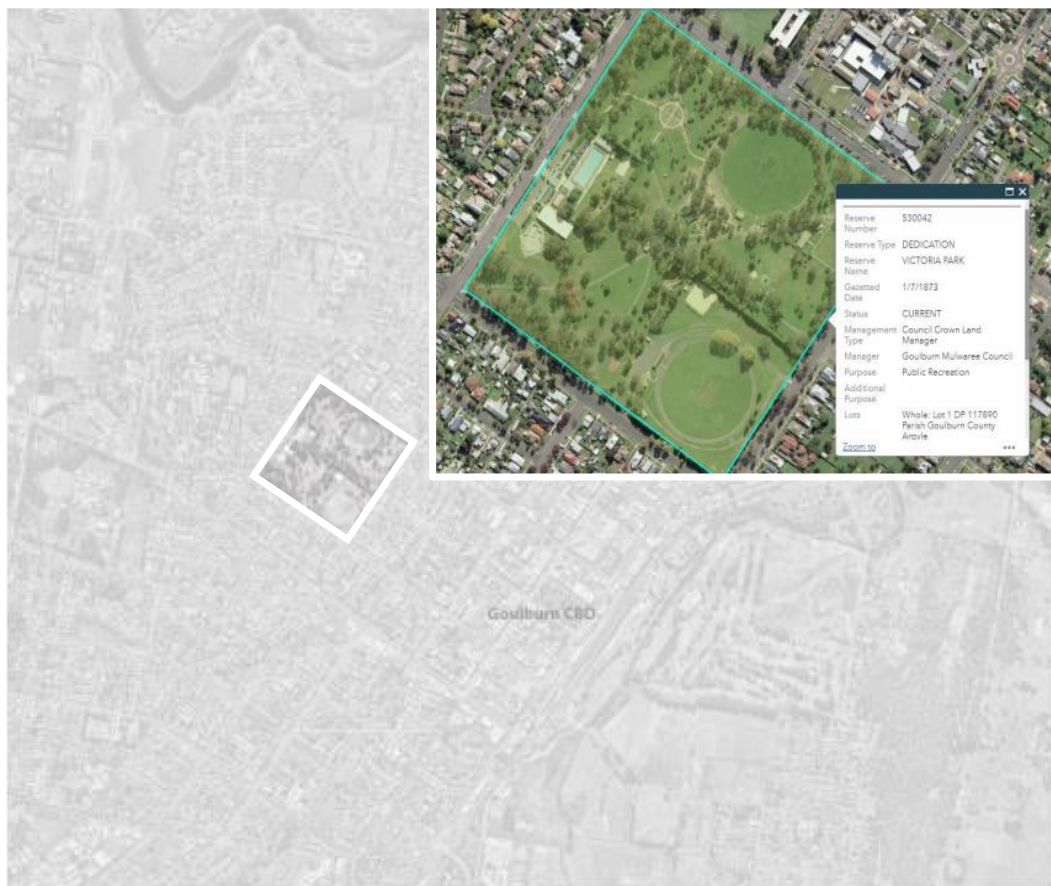 Reserve Number 530042
Reserve Type DEDICATION
Reserve Name VICTORIA PARK
Gazetted Date 1/7/1873
Status CURRENT
Management Type Council Crown Land Manager
Manager Goulburn Mulwaree Council
Purpose Public Recreation
Additional Purpose
Lots Whole: Lot 1 DP 117890
Parish Goulburn County
Argyle
Zoom to
Goulburn CBD